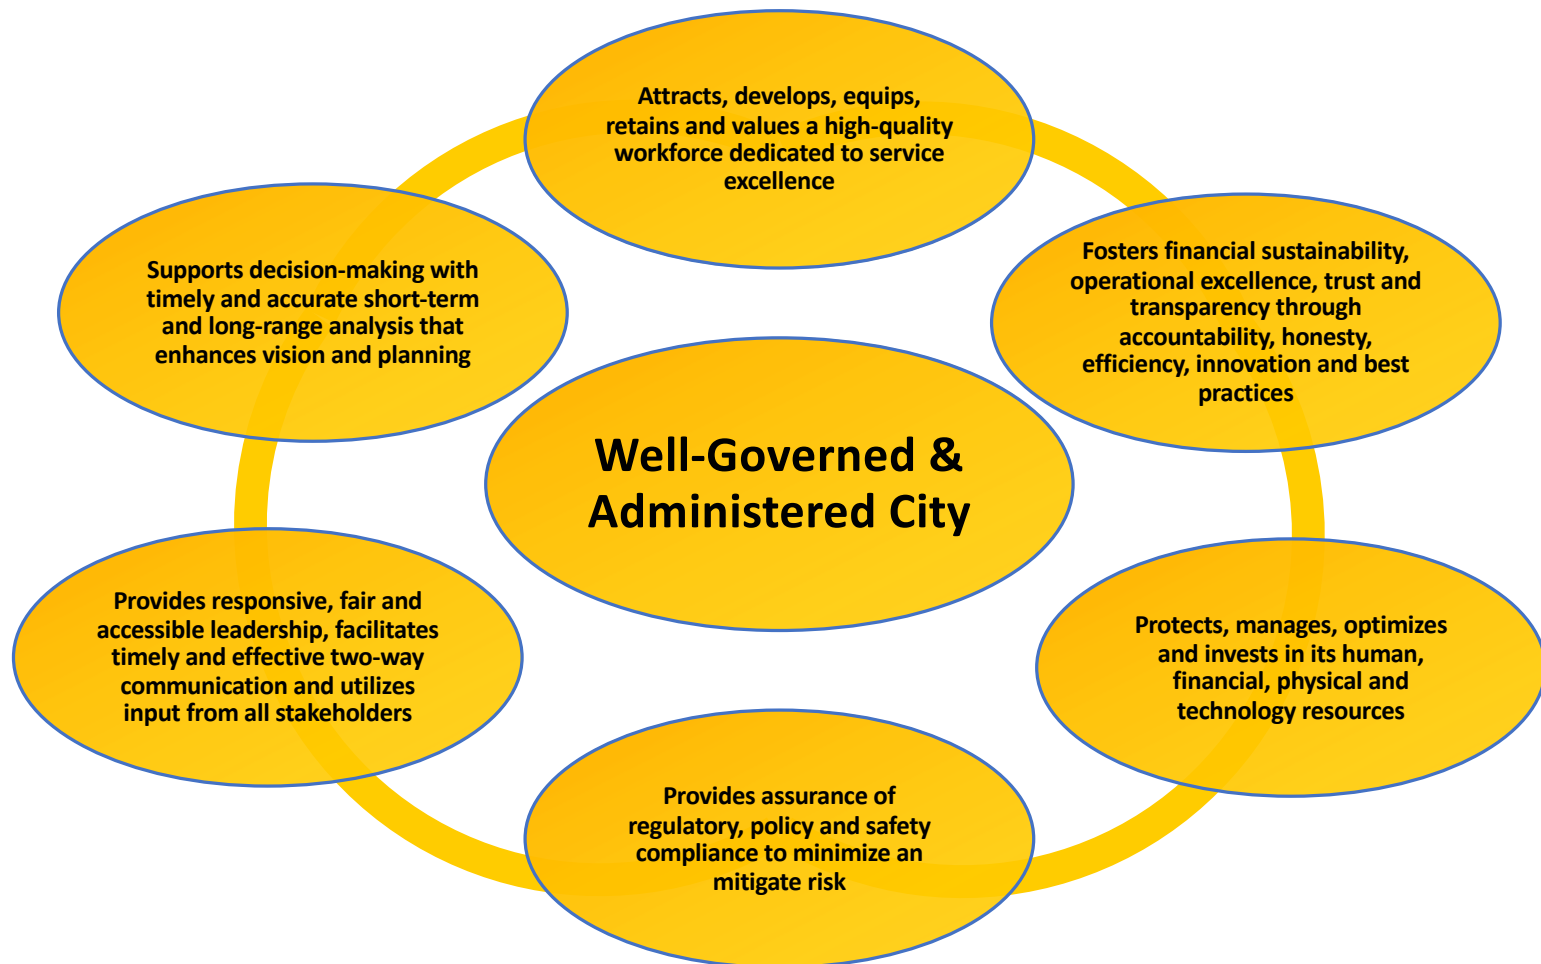 Attracts, develops, equips,
retains and values a high-quality
workforce dedicated to service
excellence
Fosters financial sustainability,
operational excellence, trust and
transparency through
accountability, honesty,
efficiency, innovation and best
practices
Protects, manages, optimizes
and invests in its human,
financial, physical and
technology resources
Provides assurance of
regulatory, policy and safety
compliance to minimize an
mitigate risk
Provides responsive, fair and
accessible leadership, facilitates
timely and effective two-way
communication and utilizes
input from all stakeholders
Supports decision-making with
timely and accurate short-term
and long-range analysis that
enhances vision and planning
Well-Governed &
Administered City